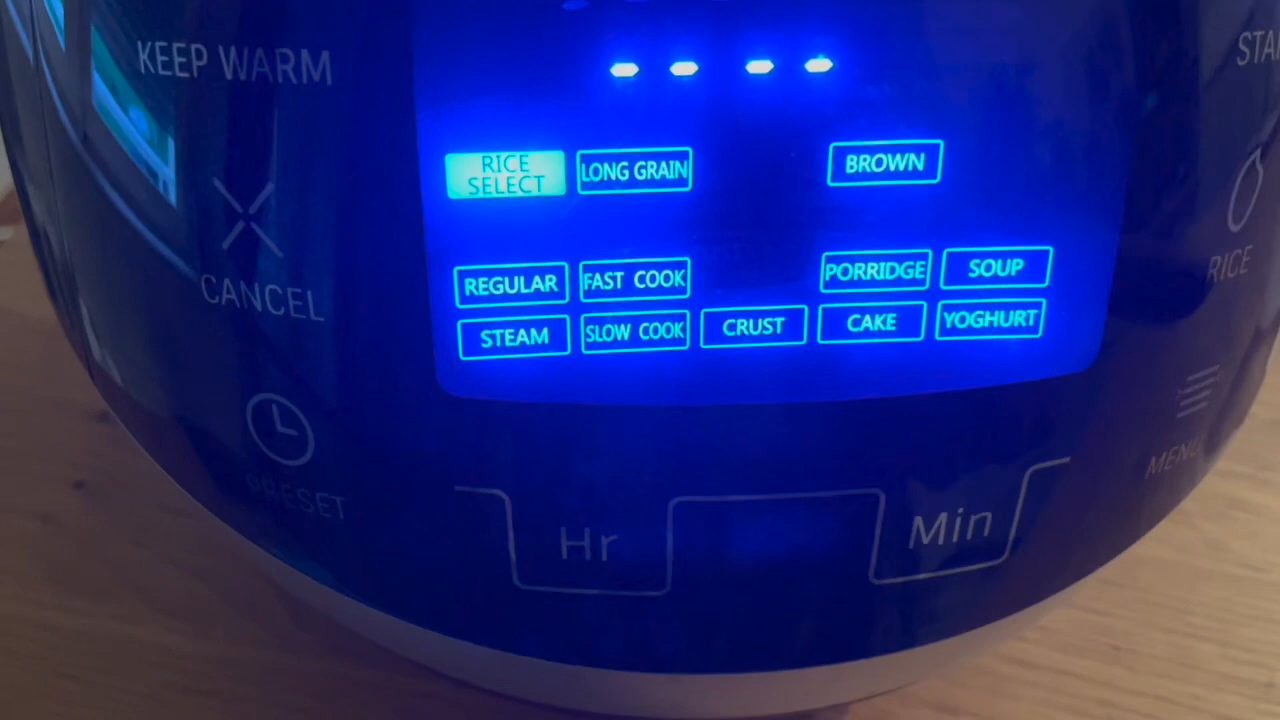 KEEP WARM
STAR
RICE
SELECT
LONG GRAIN
BROWN
CANCEL
RICE
REGULAR
FAST COOK
PORRIDGE
SOUP
STEAM
SLOW COOK
CRUST
CAKE
YOGHURT
PRESET
MENU
Hr
Min